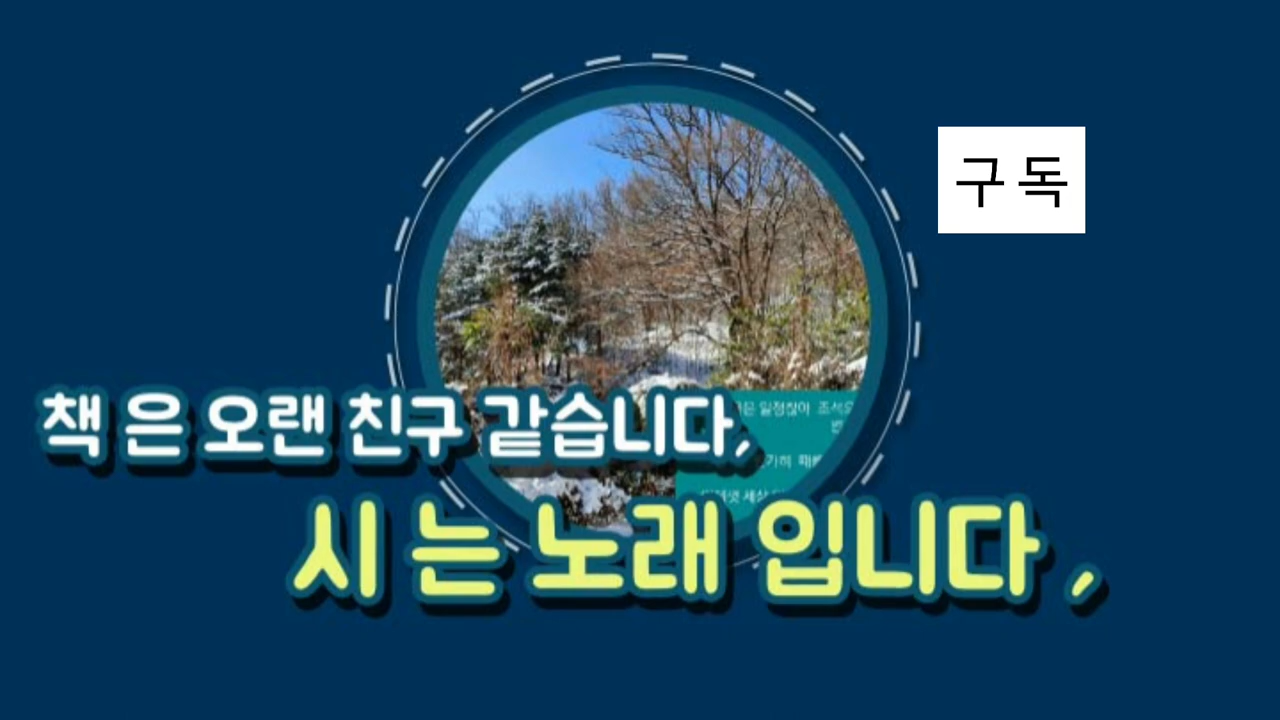 구독
책 은 오랜 친구 같습니다,
시 는 노래 입니다 ,